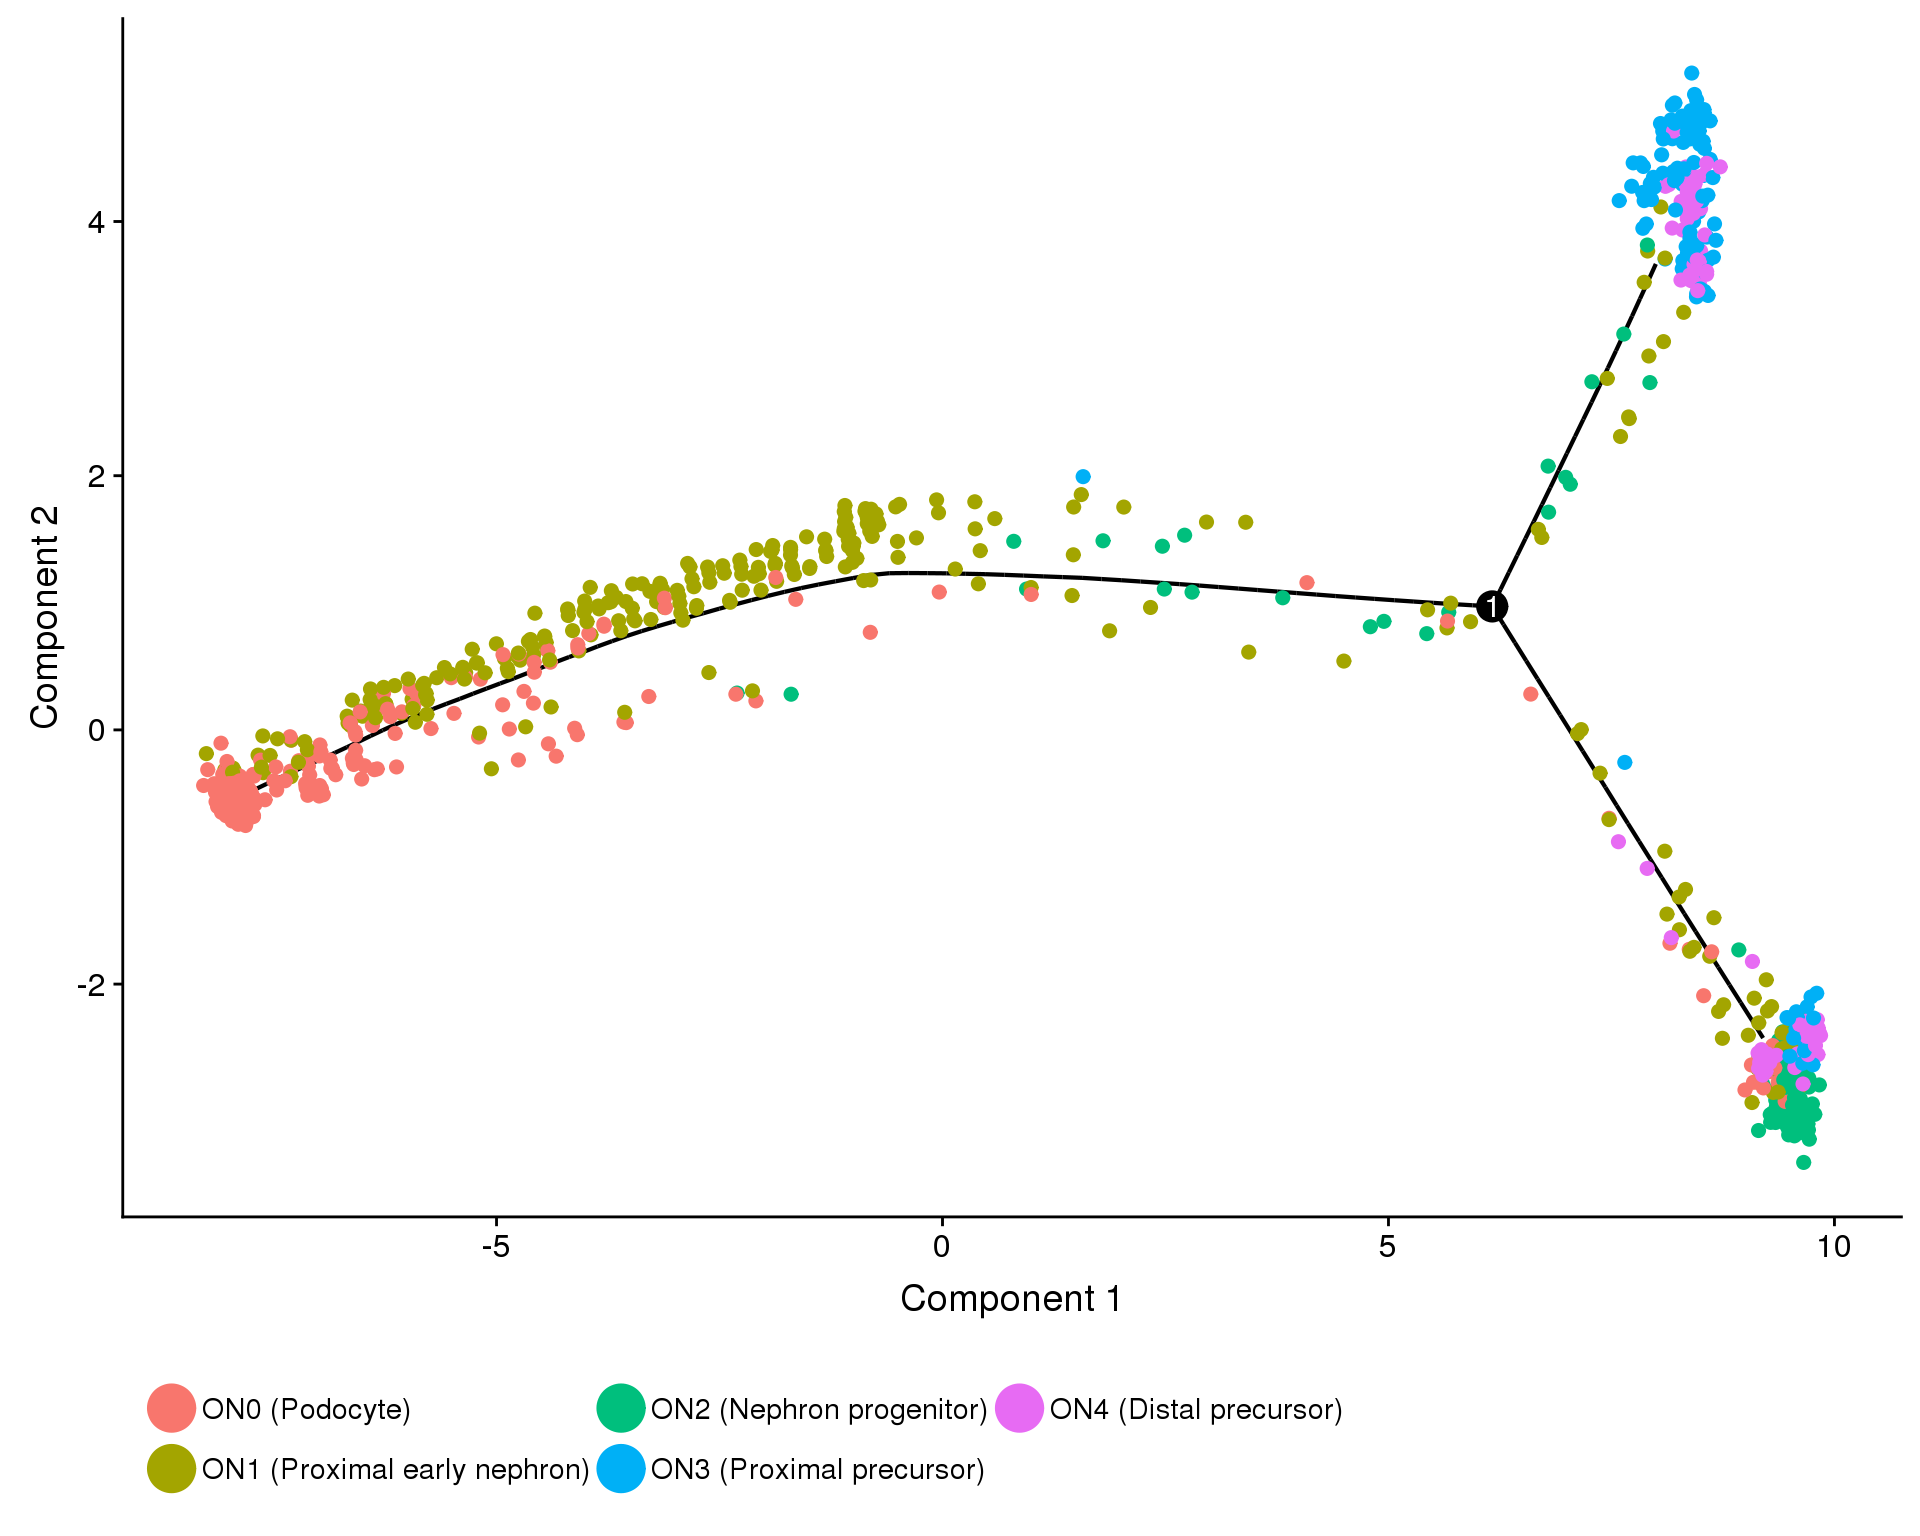 4
2
0
-2
Component 2
1
-5
0
5
10
Component 1
ON0 (Podocyte)
ON2 (Nephron progenitor)
ON4 (Distal precursor)
ON1 (Proximal early nephron)
ON3 (Proximal precursor)